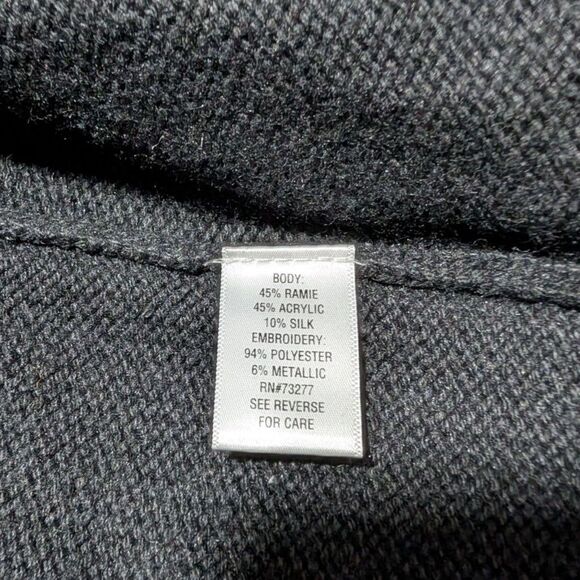 BODY:
45% RAMIE
45% ACRYLIC
10% SILK
EMBROIDERY:
94% POLYESTER
6% METALLIC
RN#73277
SEE REVERSE
FOR CARE